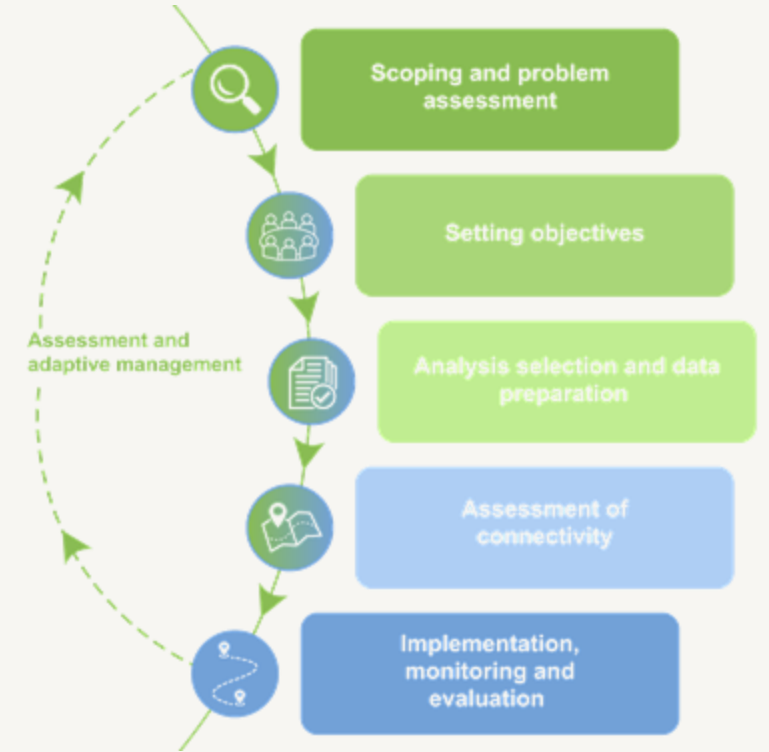 Scoping and problem
assessment
Setting objectives
Assessment and
adaptive management
Analysis selection and data
preparation
Assessment of
connectivity
Implementation,
monitoring and
evaluation